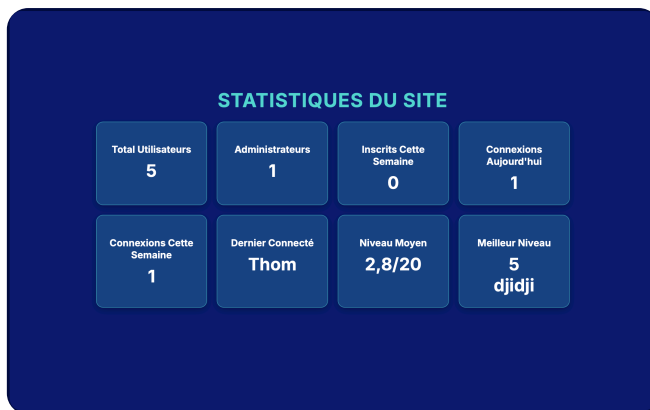 STATISTIQUES DU SITE
Total Utilisateurs
5
Administrateurs
1
Inscrits Cette
Semaine
0
Connexions
Aujourd'hui
1
Connexions Cette
Semaine
1
Dernier Connecté
Thom
Niveau Moyen
2,8/20
Meilleur Niveau
5
djidji